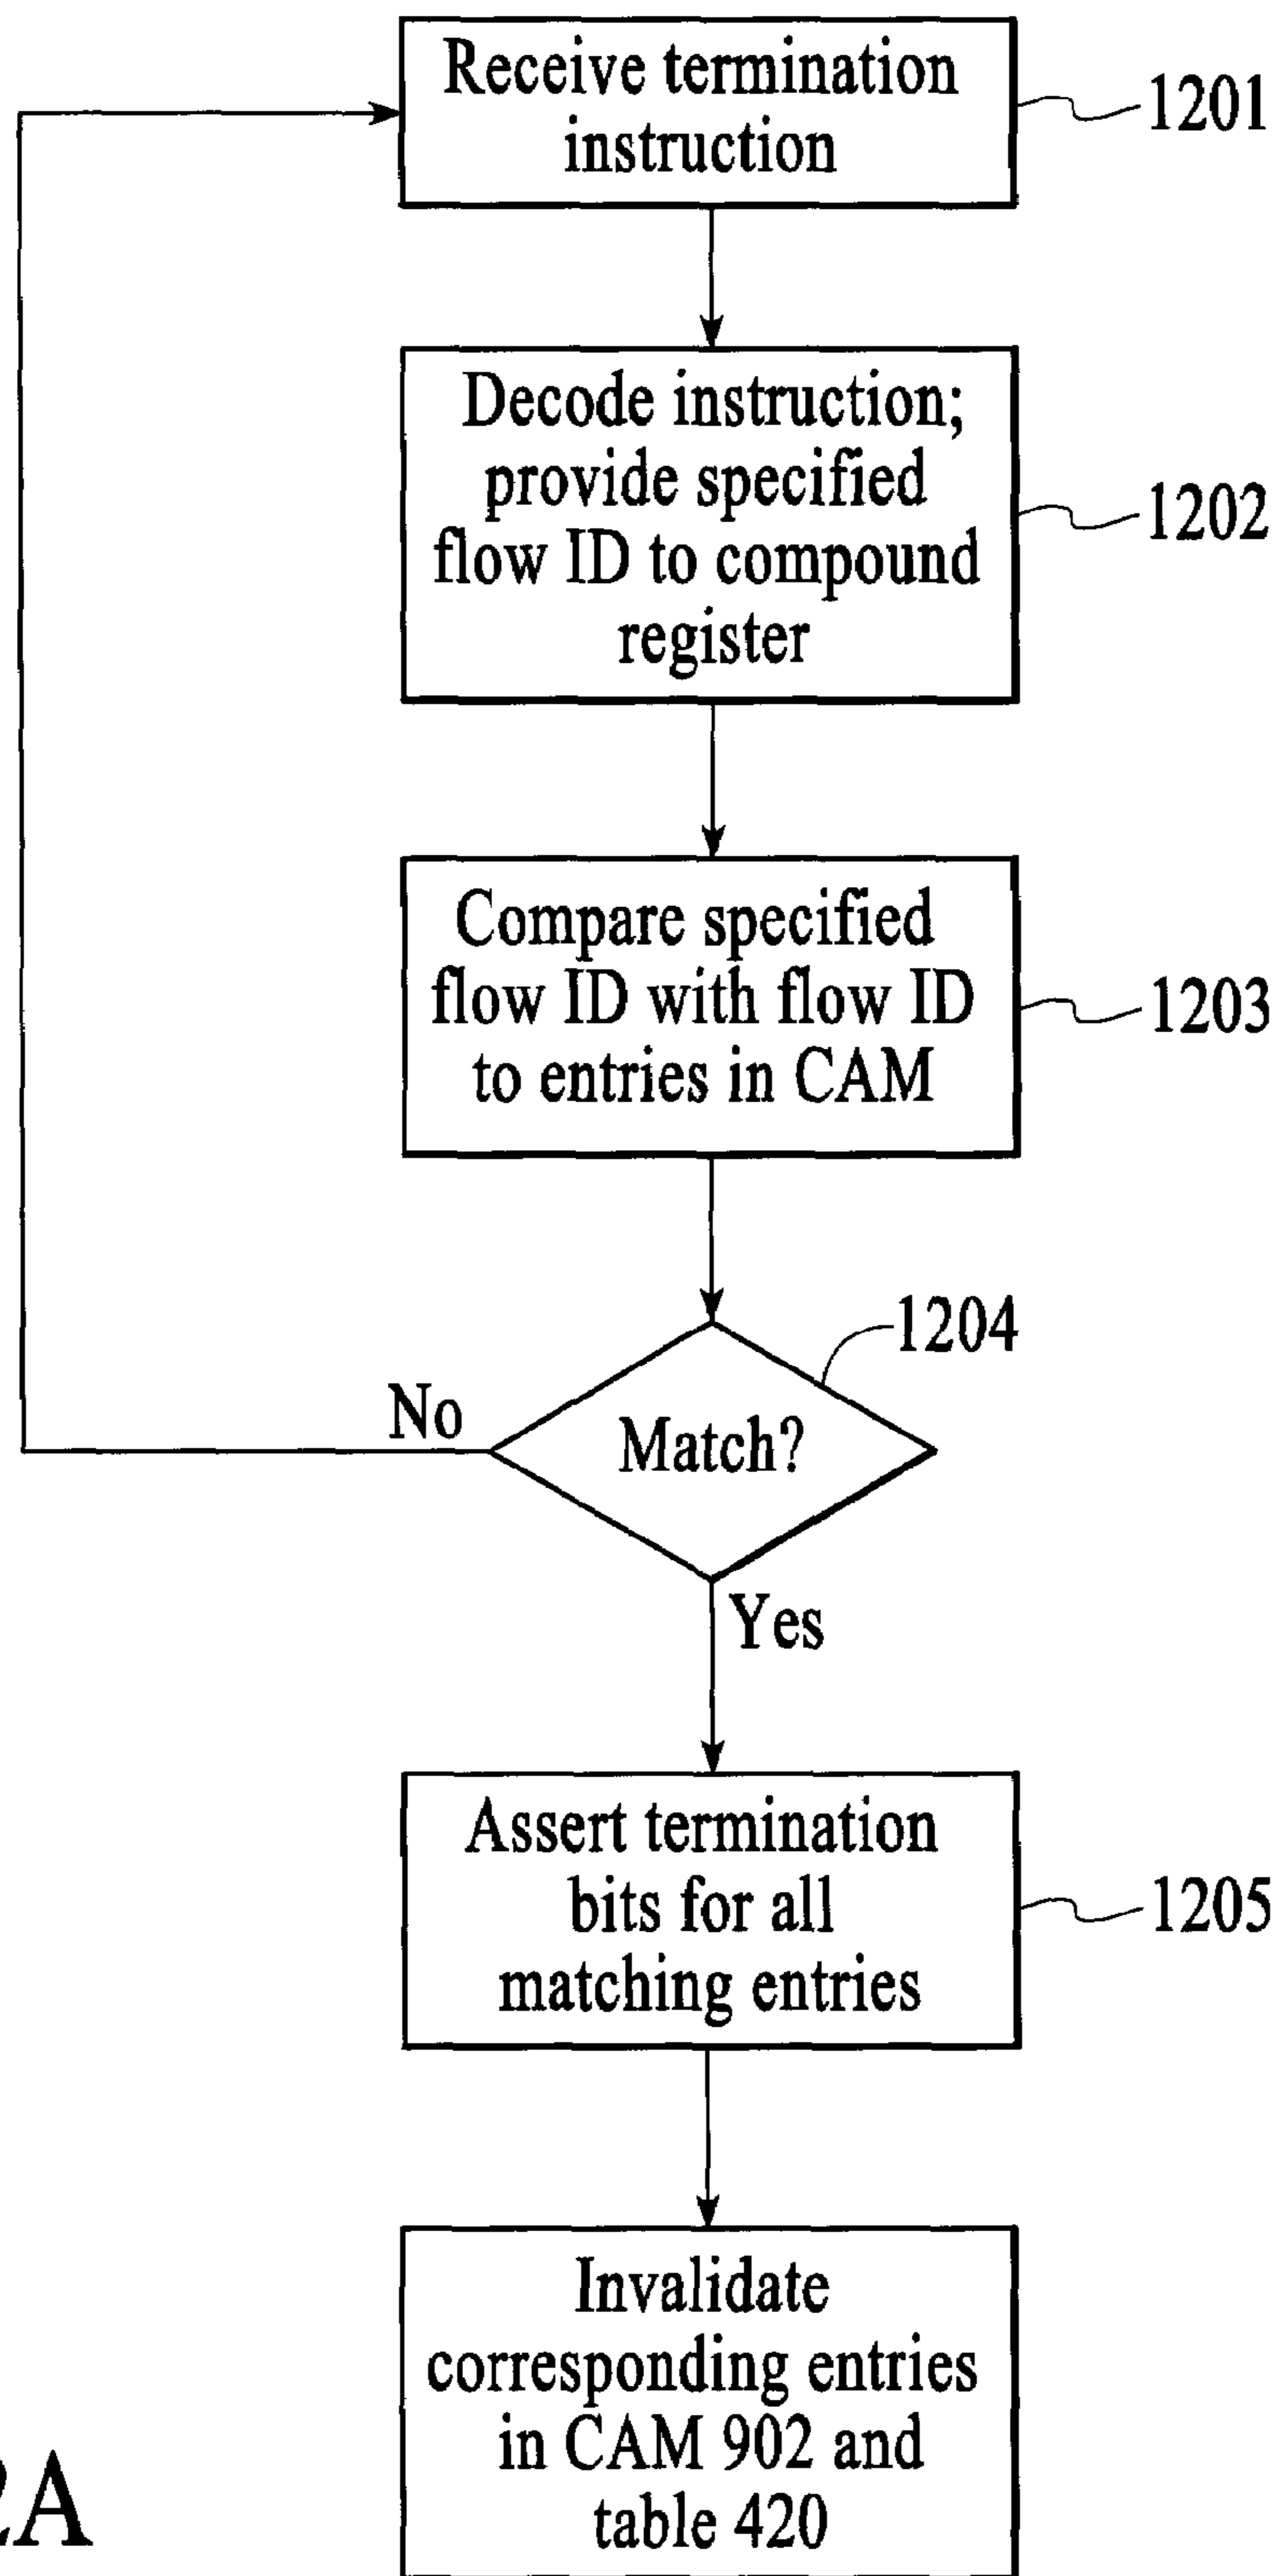 Receive termination
instruction
1201
Decode instruction;
provide specified
flow ID to compound
register
1202
Compare specified
flow ID with flow ID
to entries in CAM
1203
1204
Match?
No
Yes
Assert termination
bits for all
matching entries
1205
Invalidate
corresponding entries
in CAM 902 and
table 420
2A